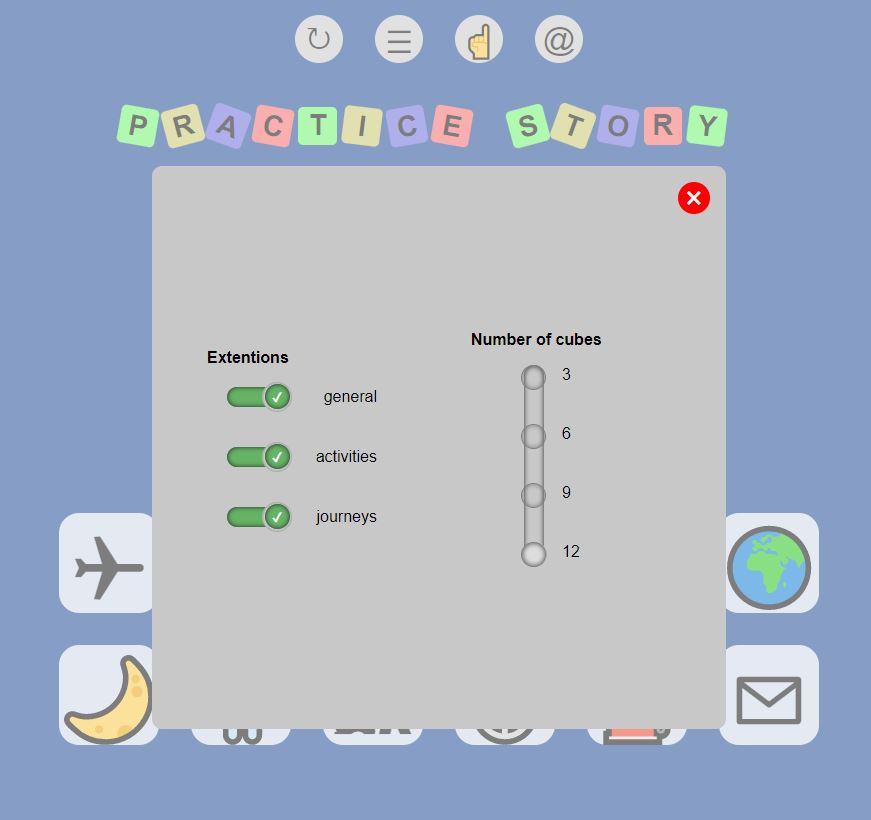 @
PRACTICE STORY
Number of cubes
Extentions
3
general
6
activities
9
journeys
12